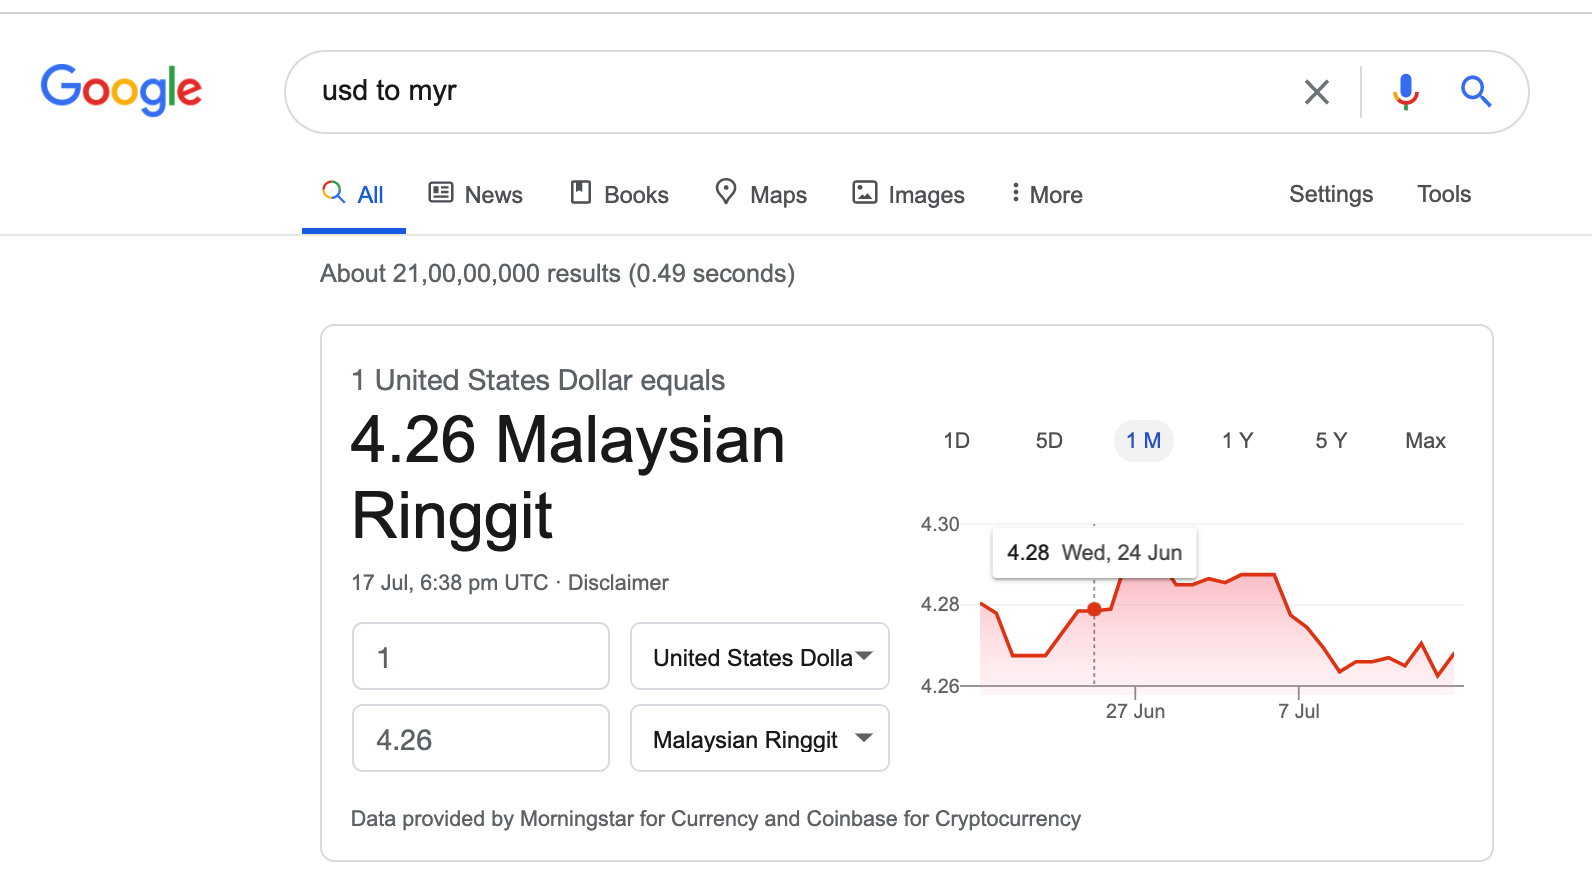 Google
usd to myr
All News Books Maps Images More Settings Tools
About 21,00,00,000 results (0.49 seconds)
1 United States Dollar equals
4.26 Malaysian
Ringgit
17 Jul, 6:38 pm UTC · Disclaimer
1 United States Dolla
4.26 Malaysian Ringgit
1D 5D 1 M 1 Y 5 Y Max
4.30
4.28 Wed, 24 Jun
4.28
4.26
27 Jun 7 Jul
Data provided by Morningstar for Currency and Coinbase for Cryptocurrency